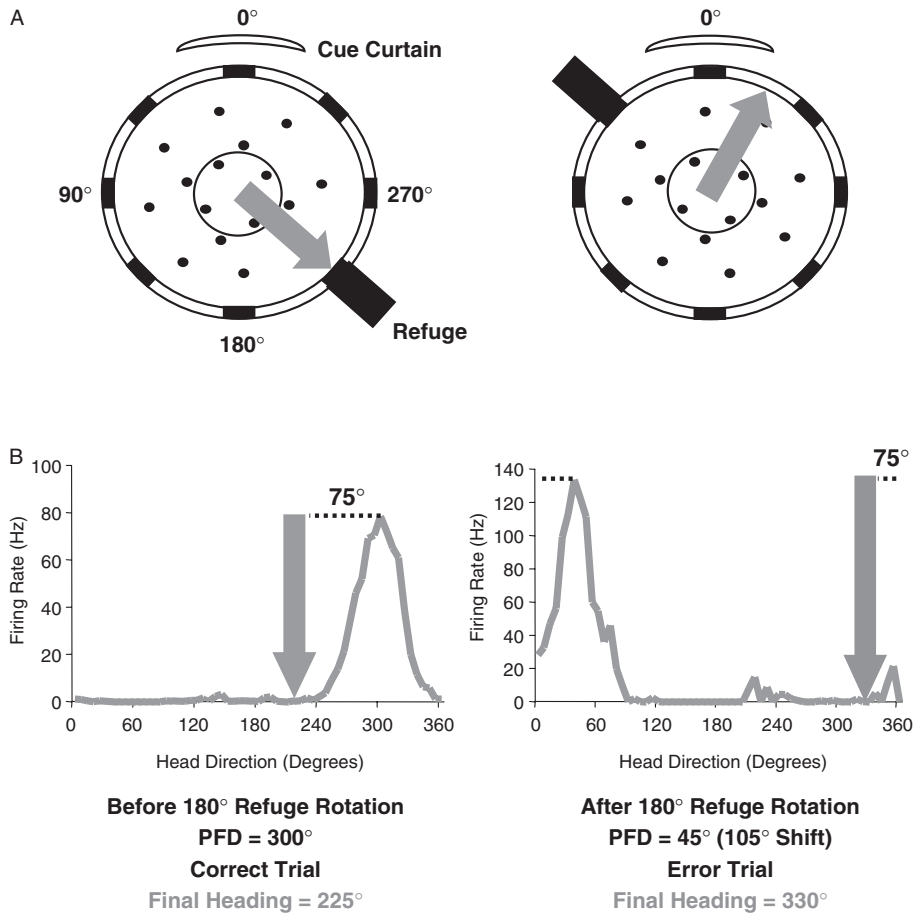 A
0°
Cue Curtain
90°
270°
180°
Refuge
0°
B
Firing Rate (Hz)
100
80
60
40
20
0
75°
0 60 120 180 240 300 360
Head Direction (Degrees)
Before 180° Refuge Rotation
PFD = 300°
Correct Trial
Final Heading = 225°
Firing Rate (Hz)
140
120
100
80
60
40
20
0
75°
0 60 120 180 240 300 360
Head Direction (Degrees)
After 180° Refuge Rotation
PFD = 45° (105° Shift)
Error Trial
Final Heading = 330°